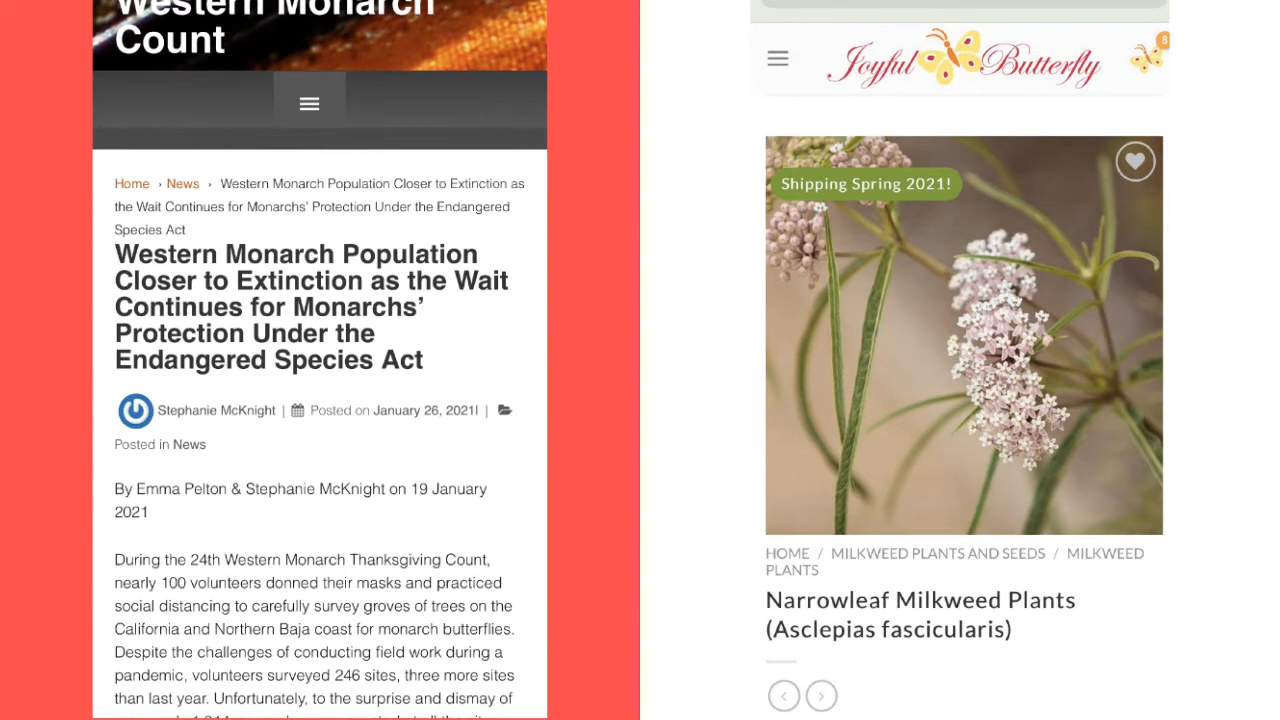 Western Monarch
Count
Home › News › Western Monarch Population Closer to Extinction as
the Wait Continues for Monarchs’ Protection Under the Endangered
Species Act
Western Monarch Population
Closer to Extinction as the Wait
Continues for Monarchs’
Protection Under the
Endangered Species Act
Stephanie McKnight | Posted on January 26, 2021| |
Posted in News
By Emma Pelton & Stephanie McKnight on 19 January
2021
During the 24th Western Monarch Thanksgiving Count,
nearly 100 volunteers donned their masks and practiced
social distancing to carefully survey groves of trees on the
California and Northern Baja coast for monarch butterflies.
Despite the challenges of conducting field work during a
pandemic, volunteers surveyed 246 sites, three more sites
than last year. Unfortunately, to the surprise and dismay of
Joyful Butterfly
8
Shipping Spring 2021!
HOME / MILKWEED PLANTS AND SEEDS / MILKWEED
PLANTS
Narrowleaf Milkweed Plants
(Asclepias fascicularis)